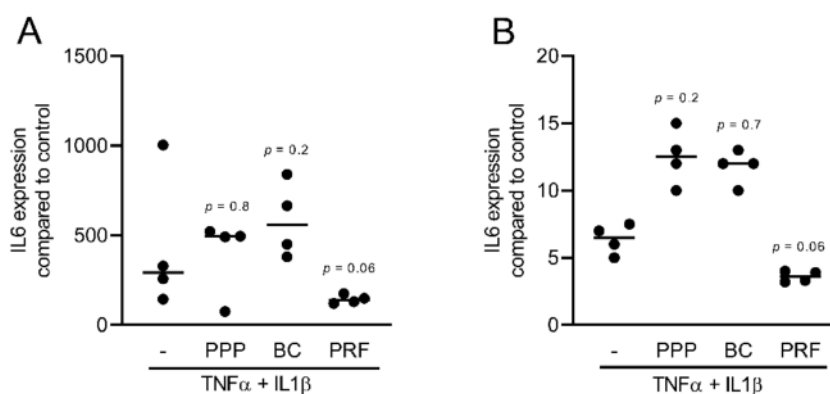 A
IL6 expression
compared to control
1500
1000
500
0
p = 0.8
p = 0.2
p = 0.06
- PPP BC PRF
TNFα + IL1β
B
IL6 expression
compared to control
20
15
10
5
0
p = 0.2
p = 0.7
p = 0.06
- PPP BC PRF
TNFα + IL1β